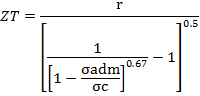 ZT = r / [1 / [1 − σadm/σc]^0.67 − 1]^0.5